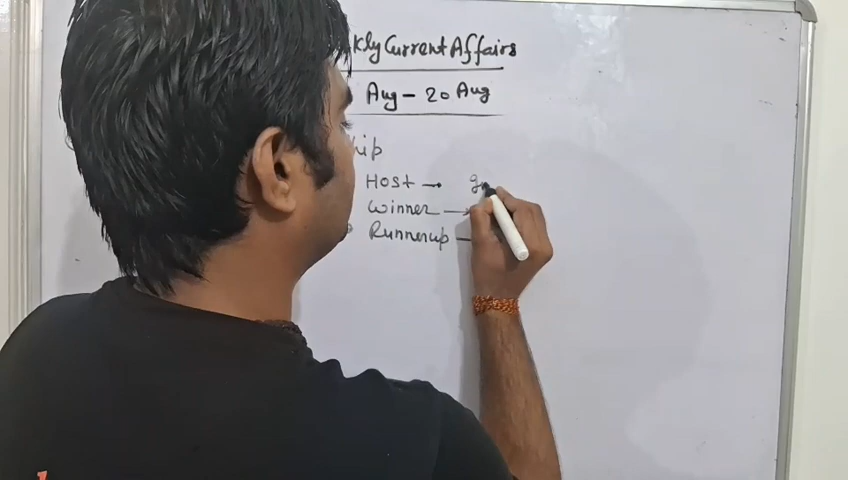 kly Current Affairs
Aug - 20 Aug
hip
Host →
Winner →
Runnerup